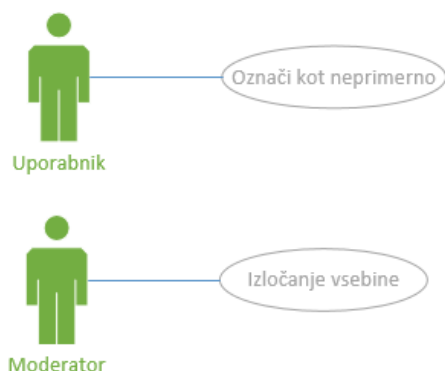 Označi kot neprimerno
Uporabnik
Izločanje vsebine
Moderator